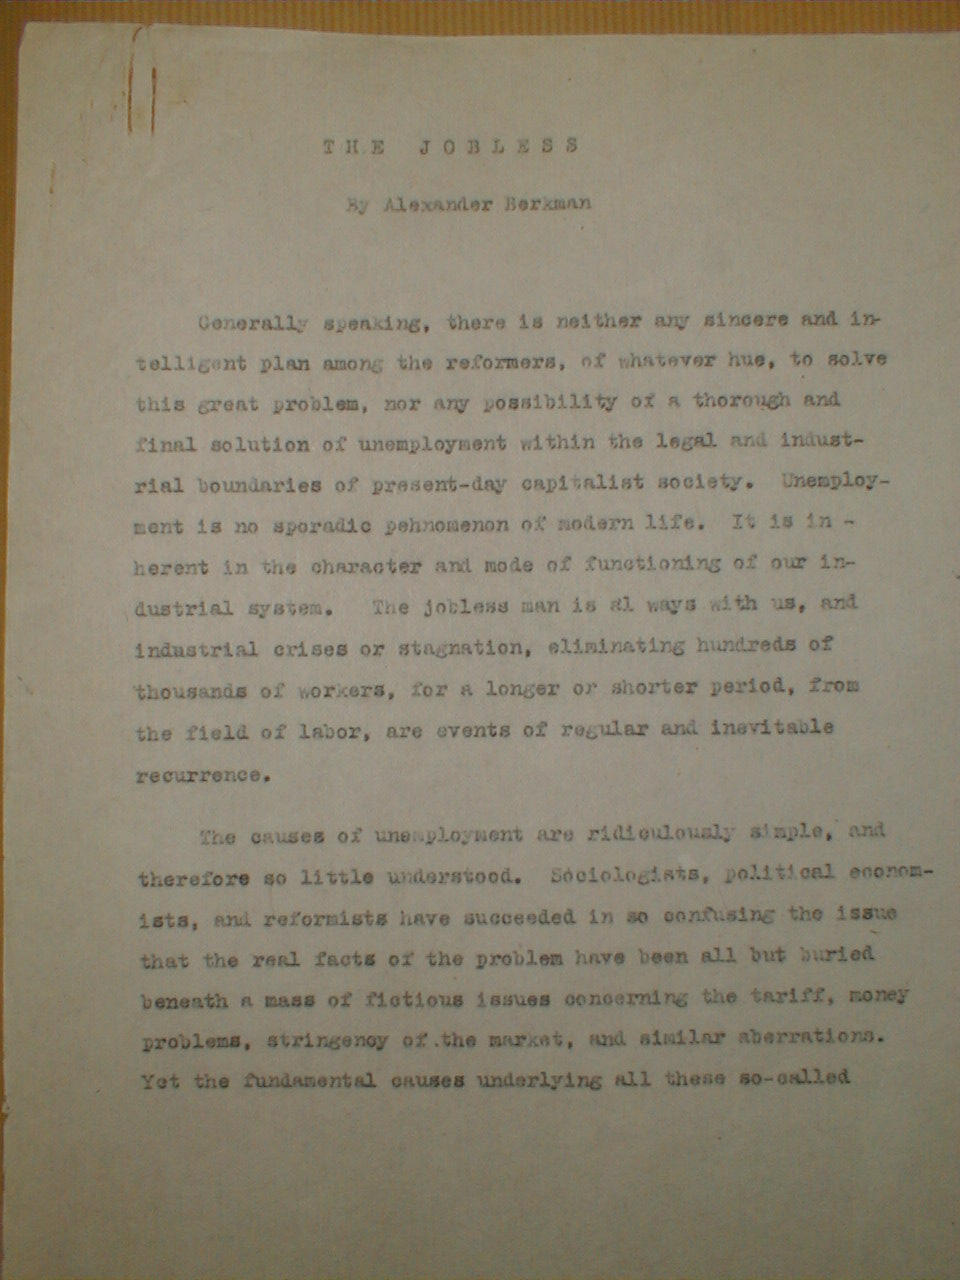 THE JOBLESS
By Alexander Berkman
Generally speaking, there is neither any sincere and in-
telligent plan among the reformers, of whatever hue, to solve
this great problem, nor any possibility of a thorough and
final solution of unemployment within the legal and indust-
rial boundaries of present-day capitalist society. Unemploy-
ment is no sporadic pehnomenon of modern life. It is in -
herent in the character and mode of functioning of our in-
dustrial system. The jobless man is al ways with us, and
industrial crises or stagnation, eliminating hundreds of
thousands of workers, for a longer or shorter period, from
the field of labor, are events of regular and inevitable
recurrence.
The causes of unemployment are ridiculously simple, and
therefore so little understood. Sociologists, political econom-
ists, and reformists have succeeded in so confusing the issue
that the real facts of the problem have been all but buried
beneath a mass of fictious issues concerning the tariff, money
problems, stringency of .the market, and similar aberrations.
Yet the fundamental causes underlying all these so-called